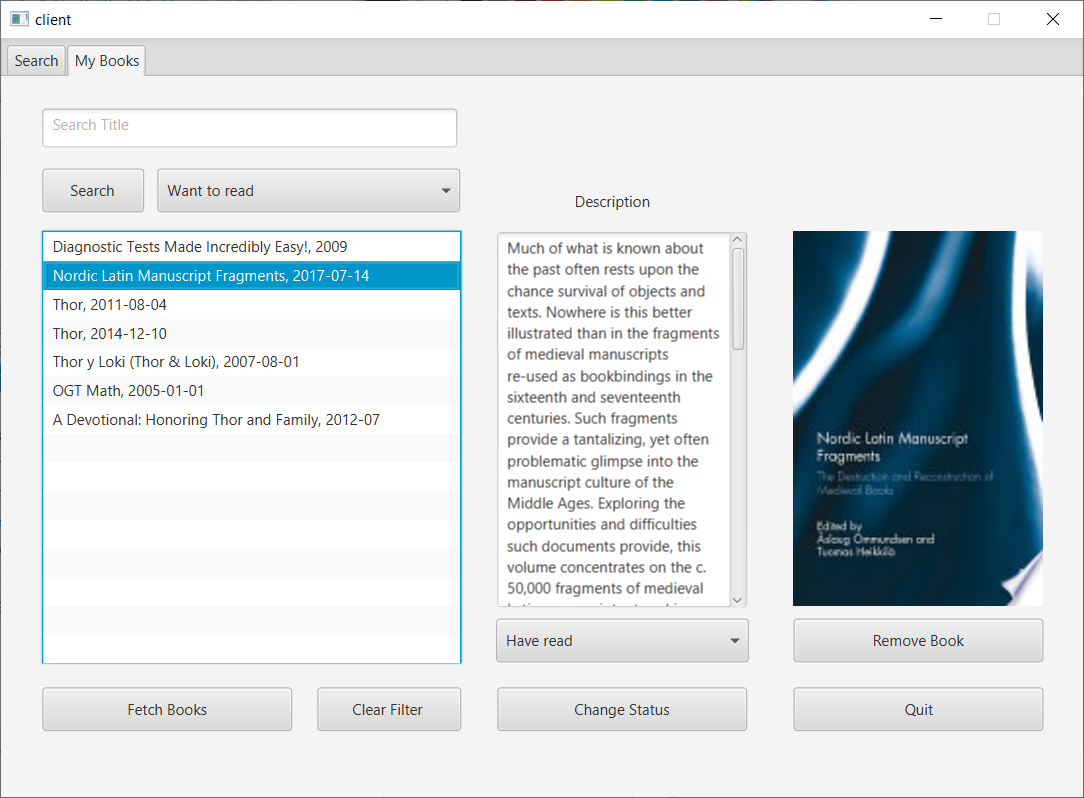 client
Search
My Books
Search Title
Search
Want to read
Description
Diagnostic Tests Made Incredibly Easy!, 2009
Nordic Latin Manuscript Fragments, 2017-07-14
Thor, 2011-08-04
Thor, 2014-12-10
Thor y Loki (Thor & Loki), 2007-08-01
OGT Math, 2005-01-01
A Devotional: Honoring Thor and Family, 2012-07
Much of what is known about
the past often rests upon the
chance survival of objects and
texts. Nowhere is this better
illustrated than in the fragments
of medieval manuscripts
re-used as bookbindings in the
sixteenth and seventeenth
centuries. Such fragments
provide a tantalizing, yet often
problematic glimpse into the
manuscript culture of the
Middle Ages. Exploring the
opportunities and difficulties
such documents provide, this
volume concentrates on the c.
50,000 fragments of medieval
Nordic Latin Manuscript
Fragments
The Destruction and Reconstruction of
Medieval Books
Edited by
Åslaug Ommundsen and
Tuomas Heikkilä
Have read
Remove Book
Fetch Books
Clear Filter
Change Status
Quit